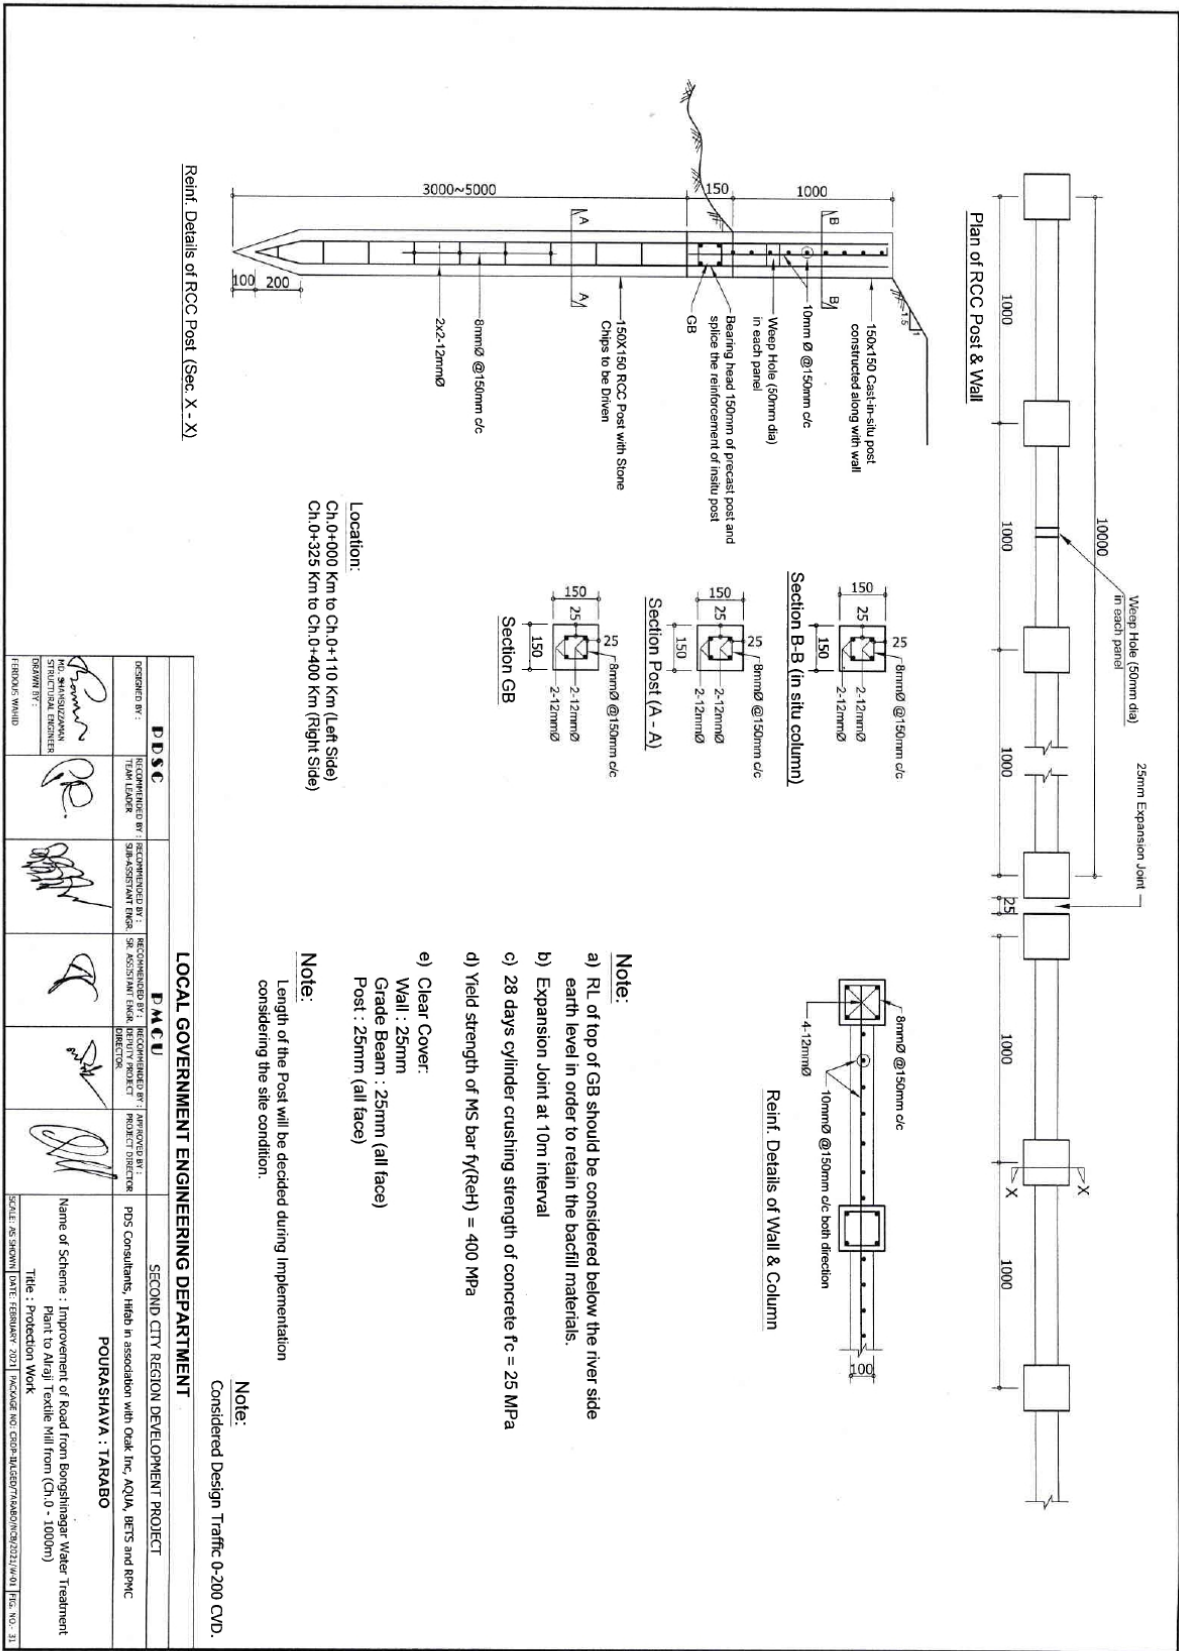 Plan of RCC Post & Wall
10000
Weep Hole (50mm dia)
in each panel
25mm Expansion Joint
1000
1000
1000
25
1000
1000
X
X
Reinf. Details of RCC Post (Sec. X - X)
3000~5000
150
1000
100
200
A
A
B
B
1.5
1
150x150 Cast-in-situ post
constructed along with wall
10mm Ø @150mm c/c
Weep Hole (50mm dia)
in each panel
Bearing head 150mm of precast post and
splice the reinforcement of insitu post
GB
150X150 RCC Post with Stone
Chips to be Driven
8mmØ @150mm c/c
2x2-12mmØ
150
25
25
8mmØ @150mm c/c
2-12mmØ
2-12mmØ
150
Section B-B (in situ column)
150
25
25
8mmØ @150mm c/c
2-12mmØ
2-12mmØ
150
Section Post (A - A)
150
25
25
8mmØ @150mm c/c
2-12mmØ
2-12mmØ
150
Section GB
8mmØ @150mm c/c
10mmØ @150mm c/c both direction
4-12mmØ
100
Reinf. Details of Wall & Column
Location:
Ch.0+000 Km to Ch.0+110 Km (Left Side)
Ch.0+325 Km to Ch.0+400 Km (Right Side)
Note:
a) RL of top of GB should be considered below the river side
earth level in order to retain the bacfill materials.
b) Expansion Joint at 10m interval
c) 28 days cylinder crushing strength of concrete f'c = 25 MPa
d) Yield strength of MS bar fy(ReH) = 400 MPa
e) Clear Cover:
Wall : 25mm
Grade Beam : 25mm (all face)
Post : 25mm (all face)
Note:
Length of the Post will be decided during Implementation
considering the site condition.
Note:
Considered Design Traffic 0-200 CVD.
LOCAL GOVERNMENT ENGINEERING DEPARTMENT
PDSC
PMCU
SECOND CITY REGION DEVELOPMENT PROJECT
DESIGNED BY :
MD. SHAMSUZZAMAN
STRUCTURAL ENGINEER
DRAWN BY :
FERDOUS WAHID
RECOMMENDED BY :
TEAM LEADER
RECOMMENDED BY :
SUB-ASSISTANT ENGR.
RECOMMENDED BY :
SR. ASSISTANT ENGR.
RECOMMENDED BY :
DEPUTY PROJECT
DIRECTOR
APPROVED BY :
PROJECT DIRECTOR
PDS Consultants, Hifab in association with Otak Inc, AQUA, BETS and RPMC
POURASHAVA : TARABO
Name of Scheme : Improvement of Road from Bongshinagar Water Treatment
Plant to Alraji Textile Mill from (Ch.0 - 1000m)
Title : Protection Work
SCALE: AS SHOWN
DATE: FEBRUARY- 2021
PACKAGE NO: CRDP-II/LGED/TARABO/NCB/2021/W-01
FIG. NO.- 31